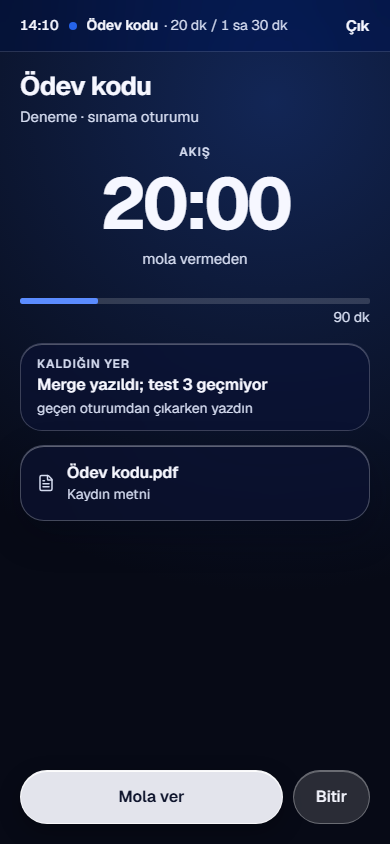 14:10 Ödev kodu · 20 dk / 1 sa 30 dk Çık
Ödev kodu
Deneme · sınama oturumu
AKIŞ
20:00
mola vermeden
90 dk
KALDIĞIN YER
Merge yazıldı; test 3 geçmiyor
geçen oturumdan çıkarken yazdın
Ödev kodu.pdf
Kaydın metni
Mola ver Bitir